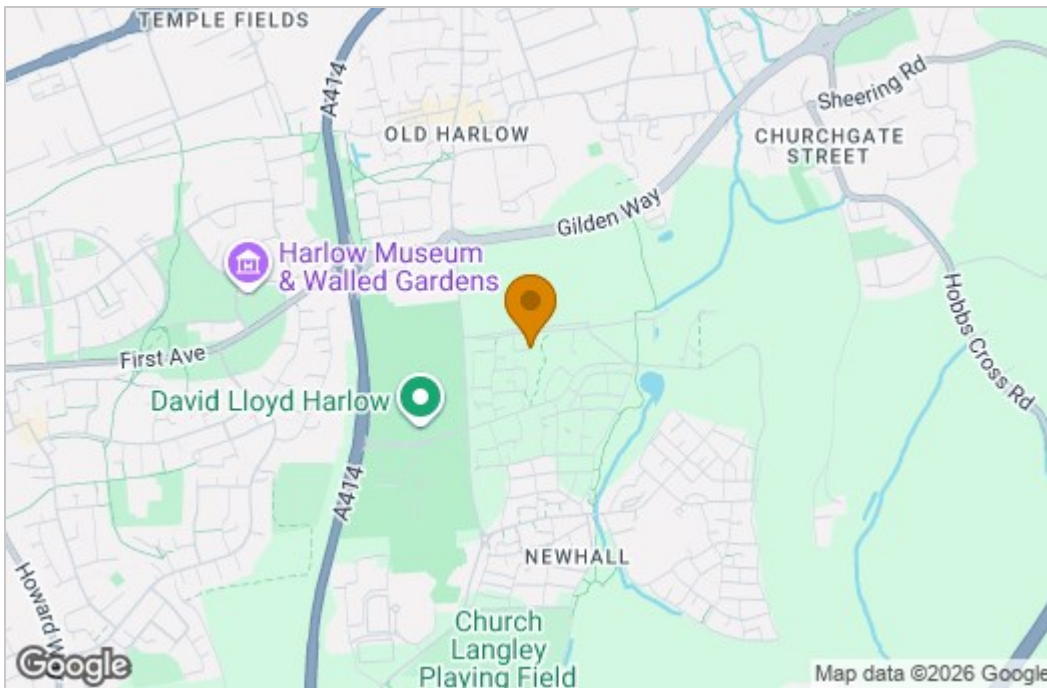 TEMPLE FIELDS
A414
OLD HARLOW
Sheering Rd
CHURCHGATE
STREET
Gilden Way
Harlow Museum
& Walled Gardens
Hobbs Cross Rd
First Ave
David Lloyd Harlow
A414
NEWHALL
Howard W
Church
Langley
Playing Field
Google
Map data ©2026 Google